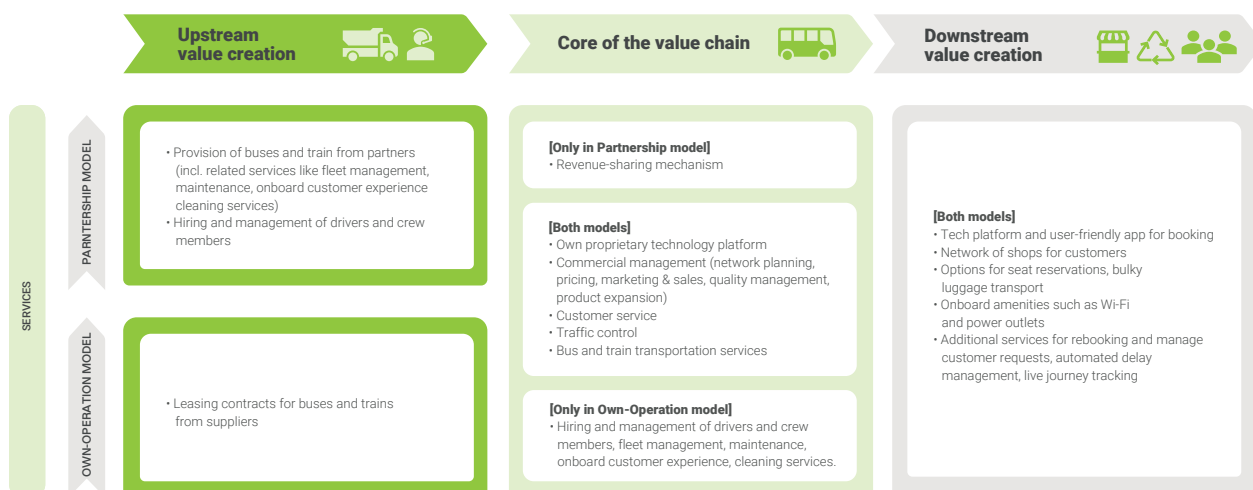 Upstream
value creation
Core of the value chain
Downstream
value creation
SERVICES
PARNTERSHIP MODEL
• Provision of buses and train from partners
(incl. related services like fleet management,
maintenance, onboard customer experience
cleaning services)
• Hiring and management of drivers and crew
members
OWN-OPERATION MODEL
• Leasing contracts for buses and trains
from suppliers
[Only in Partnership model]
• Revenue-sharing mechanism
[Both models]
• Own proprietary technology platform
• Commercial management (network planning,
pricing, marketing & sales, quality management,
product expansion)
• Customer service
• Traffic control
• Bus and train transportation services
[Only in Own-Operation model]
• Hiring and management of drivers and crew
members, fleet management, maintenance,
onboard customer experience, cleaning services.
[Both models]
• Tech platform and user-friendly app for booking
• Network of shops for customers
• Options for seat reservations, bulky
luggage transport
• Onboard amenities such as Wi-Fi
and power outlets
• Additional services for rebooking and manage
customer requests, automated delay
management, live journey tracking